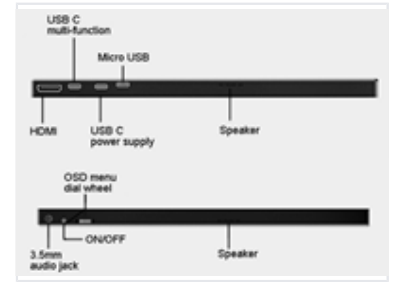 USB C
multi-function
Micro USB
HDMI
USB C
power supply
Speaker
OSD menu
dial wheel
ON/OFF
3.5mm
audio jack
Speaker